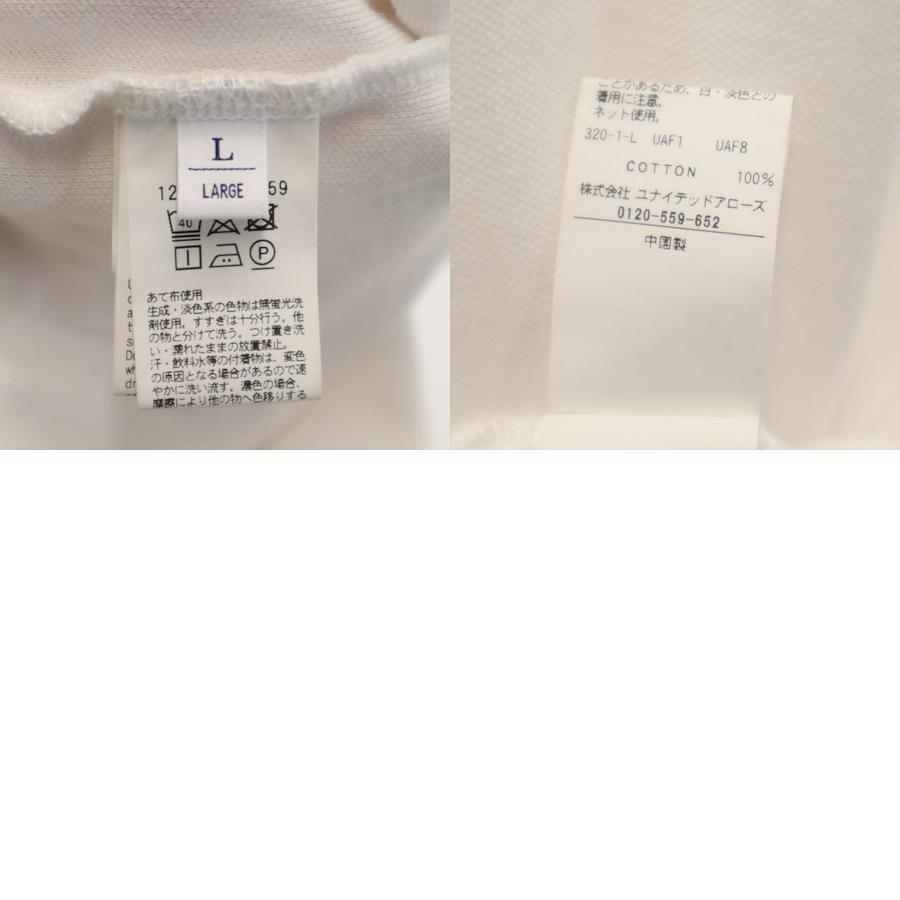 L
LARGE
12
59
40
P
あて布使用
生成・淡色系の色物は無蛍光洗
剤使用。すすぎは十分行う。他
の物と分けて洗う。つけ置き洗
い・濡れたままの放置禁止。
汗・飲料水等の付着物は、変色
の原因となる場合があるので速
やかに洗い流す。濃色の場合、
摩擦により他の物へ色移りする
ことがあるため、白・淡色との
着用に注意。
ネット使用。
320-1-L UAF1 UAF8
COTTON 100%
株式会社 ユナイテッドアローズ
0120-559-652
中国製